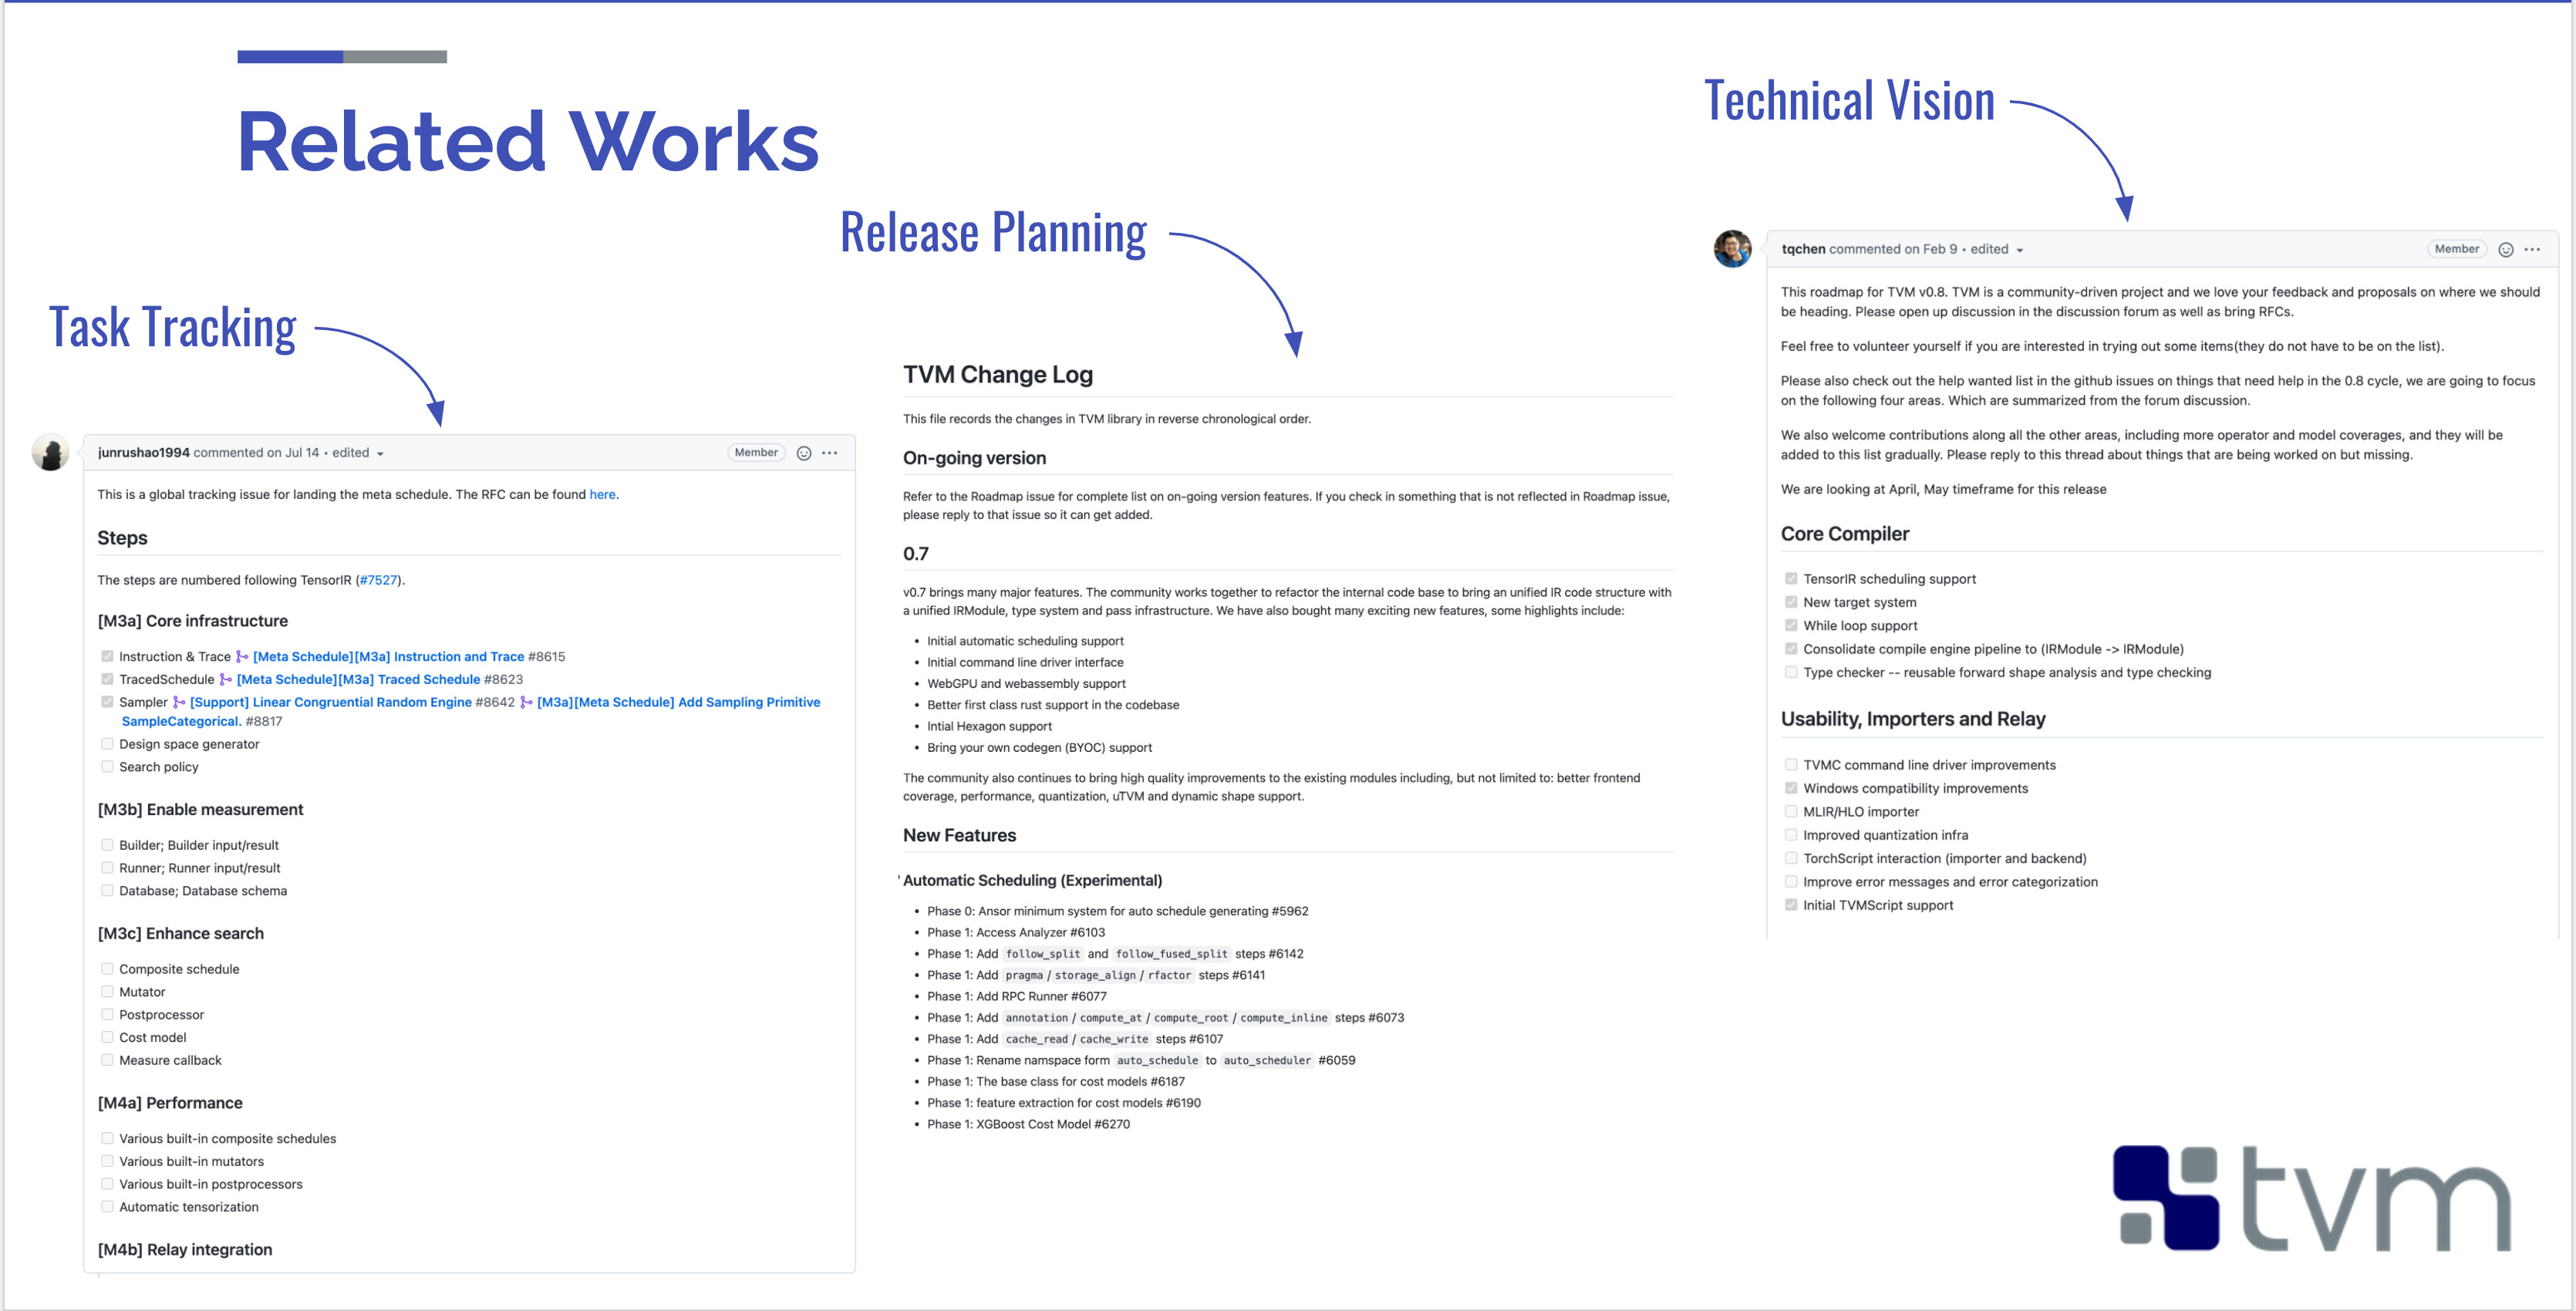 Related Works
Task Tracking
junrushao1994 commented on Jul 14 • edited
Member
This is a global tracking issue for landing the meta schedule. The RFC can be found here.
Steps
The steps are numbered following TensorIR (#7527).
[M3a] Core infrastructure
Instruction & Trace [Meta Schedule][M3a] Instruction and Trace #8615
TracedSchedule [Meta Schedule][M3a] Traced Schedule #8623
Sampler [Support] Linear Congruential Random Engine #8642 [M3a][Meta Schedule] Add Sampling Primitive
SampleCategorical. #8817
Design space generator
Search policy
[M3b] Enable measurement
Builder; Builder input/result
Runner; Runner input/result
Database; Database schema
[M3c] Enhance search
Composite schedule
Mutator
Postprocessor
Cost model
Measure callback
[M4a] Performance
Various built-in composite schedules
Various built-in mutators
Various built-in postprocessors
Automatic tensorization
[M4b] Relay integration
Release Planning
TVM Change Log
This file records the changes in TVM library in reverse chronological order.
On-going version
Refer to the Roadmap issue for complete list on on-going version features. If you check in something that is not reflected in Roadmap issue,
please reply to that issue so it can get added.
0.7
v0.7 brings many major features. The community works together to refactor the internal code base to bring an unified IR code structure with
a unified IRModule, type system and pass infrastructure. We have also bought many exciting new features, some highlights include:
• Initial automatic scheduling support
• Initial command line driver interface
• WebGPU and webassembly support
• Better first class rust support in the codebase
• Intial Hexagon support
• Bring your own codegen (BYOC) support
The community also continues to bring high quality improvements to the existing modules including, but not limited to: better frontend
coverage, performance, quantization, uTVM and dynamic shape support.
New Features
Automatic Scheduling (Experimental)
• Phase 0: Ansor minimum system for auto schedule generating #5962
• Phase 1: Access Analyzer #6103
• Phase 1: Add follow_split and follow_fused_split steps #6142
• Phase 1: Add pragma / storage_align / rfactor steps #6141
• Phase 1: Add RPC Runner #6077
• Phase 1: Add annotation / compute_at / compute_root / compute_inline steps #6073
• Phase 1: Add cache_read / cache_write steps #6107
• Phase 1: Rename namspace form auto_schedule to auto_scheduler #6059
• Phase 1: The base class for cost models #6187
• Phase 1: feature extraction for cost models #6190
• Phase 1: XGBoost Cost Model #6270
Technical Vision
tqchen commented on Feb 9 • edited
Member
This roadmap for TVM v0.8. TVM is a community-driven project and we love your feedback and proposals on where we should
be heading. Please open up discussion in the discussion forum as well as bring RFCs.
Feel free to volunteer yourself if you are interested in trying out some items(they do not have to be on the list).
Please also check out the help wanted list in the github issues on things that need help in the 0.8 cycle, we are going to focus
on the following four areas. Which are summarized from the forum discussion.
We also welcome contributions along all the other areas, including more operator and model coverages, and they will be
added to this list gradually. Please reply to this thread about things that are being worked on but missing.
We are looking at April, May timeframe for this release
Core Compiler
TensorIR scheduling support
New target system
While loop support
Consolidate compile engine pipeline to (IRModule -> IRModule)
Type checker -- reusable forward shape analysis and type checking
Usability, Importers and Relay
TVMC command line driver improvements
Windows compatibility improvements
MLIR/HLO importer
Improved quantization infra
TorchScript interaction (importer and backend)
Improve error messages and error categorization
Initial TVMScript support
tvm